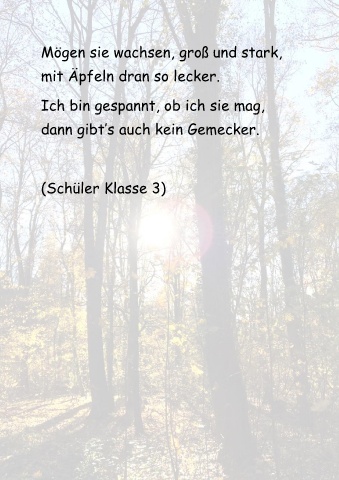 Mögen sie wachsen, groß und stark,
mit Äpfeln dran so lecker.
Ich bin gespannt, ob ich sie mag,
dann gibt's auch kein Gemecker.
(Schüler Klasse 3)